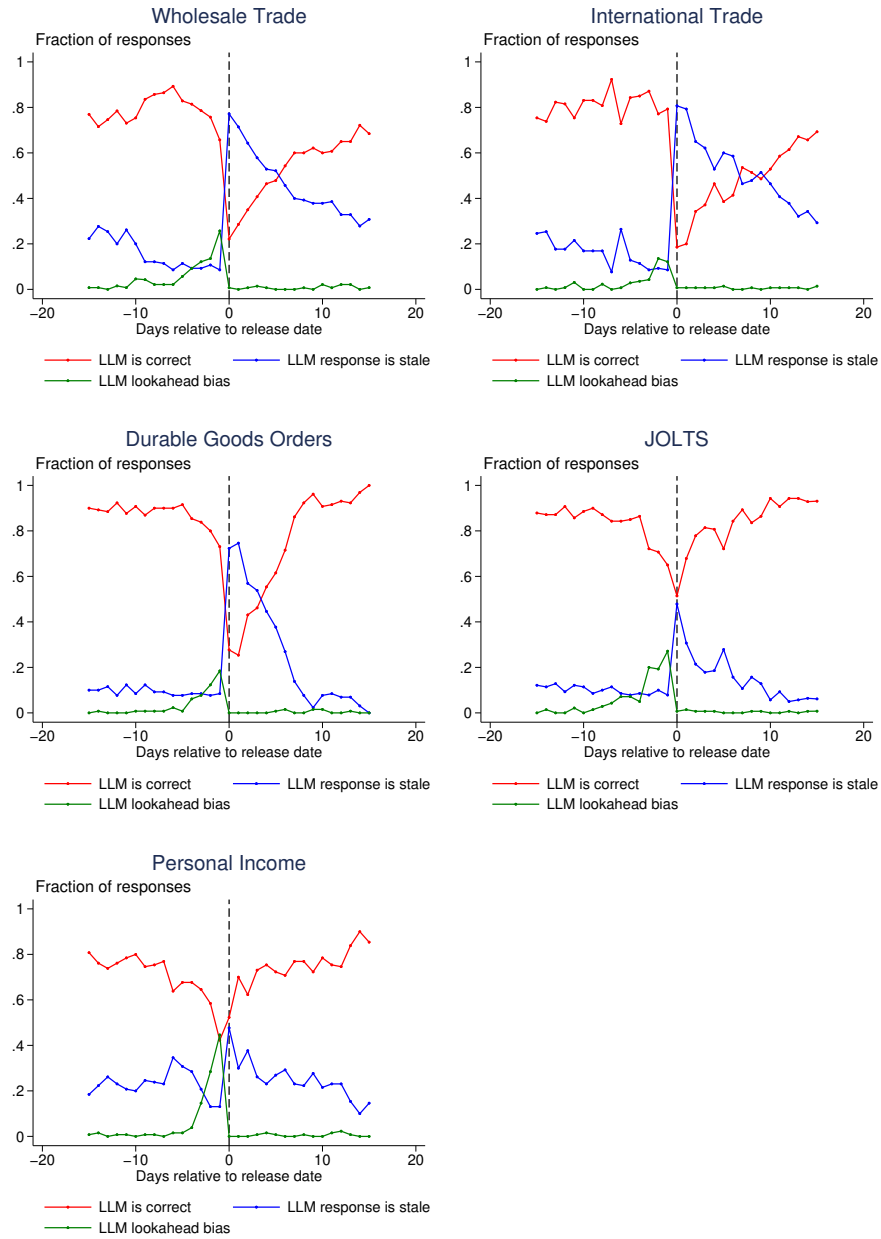 Wholesale Trade
Fraction of responses
1
.8
.6
.4
.2
0
−20 −10 0 10 20
Days relative to release date
LLM is correct LLM response is stale
LLM lookahead bias
International Trade
Fraction of responses
1
.8
.6
.4
.2
0
−20 −10 0 10 20
Days relative to release date
LLM is correct LLM response is stale
LLM lookahead bias
Durable Goods Orders
Fraction of responses
1
.8
.6
.4
.2
0
−20 −10 0 10 20
Days relative to release date
LLM is correct LLM response is stale
LLM lookahead bias
JOLTS
Fraction of responses
1
.8
.6
.4
.2
0
−20 −10 0 10 20
Days relative to release date
LLM is correct LLM response is stale
LLM lookahead bias
Personal Income
Fraction of responses
1
.8
.6
.4
.2
0
−20 −10 0 10 20
Days relative to release date
LLM is correct LLM response is stale
LLM lookahead bias